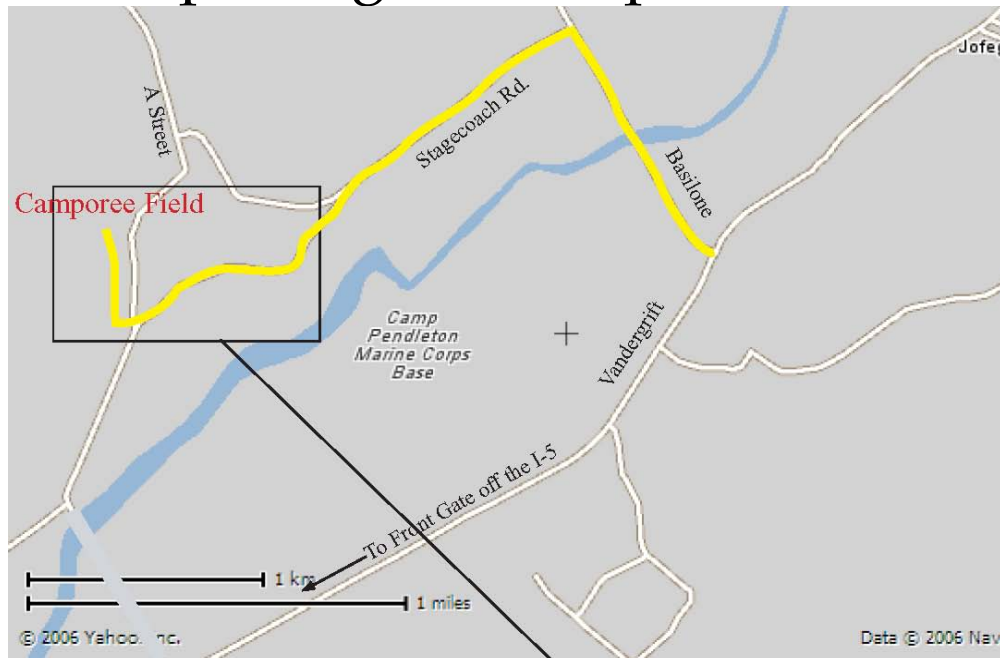 Jofeg
A Street
Stagecoach Rd.
Basilone
Camporee Field
Camp
Pendleton
Marine Corps
Base
Vandergrift
To Front Gate off the I-5
1 km
1 miles
© 2006 Yahoo
Data © 2006 Nav